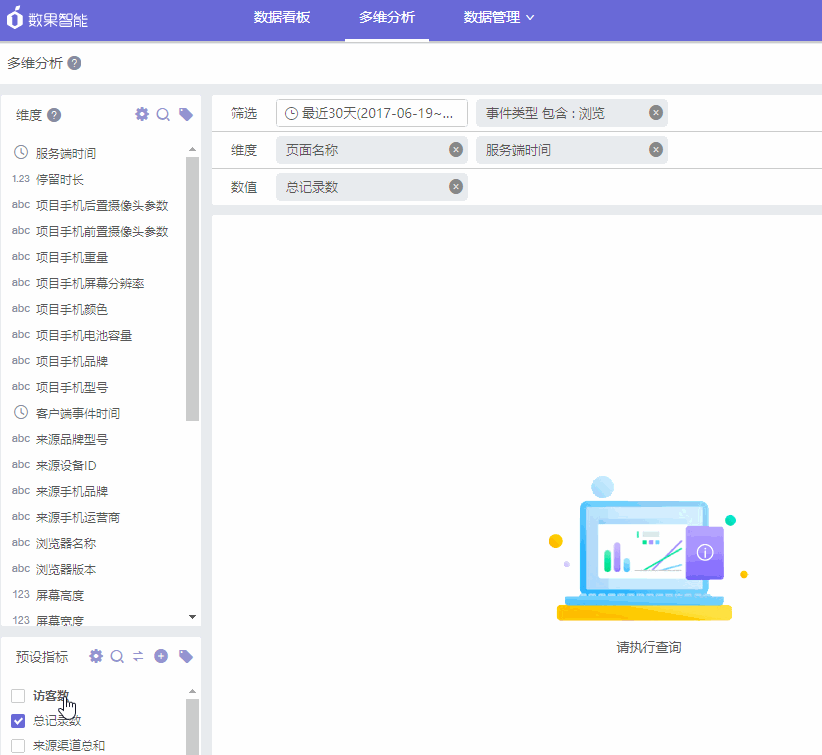 数果智能 数据看板 多维分析 数据管理
多维分析 ?
维度 ?
服务端时间
1.23 停留时长
abc 项目手机后置摄像头参数
abc 项目手机前置摄像头参数
abc 项目手机重量
abc 项目手机屏幕分辨率
abc 项目手机颜色
abc 项目手机电池容量
abc 项目手机品牌
abc 项目手机型号
客户端事件时间
abc 来源品牌型号
abc 来源设备ID
abc 来源手机品牌
abc 来源手机运营商
abc 浏览器名称
abc 浏览器版本
123 屏幕高度
123 屏幕宽度
预设指标
访客数
总记录数
来源渠道总和
筛选 最近30天(2017-06-19~... 事件类型 包含 : 浏览
维度 页面名称 服务端时间
数值 总记录数
请执行查询